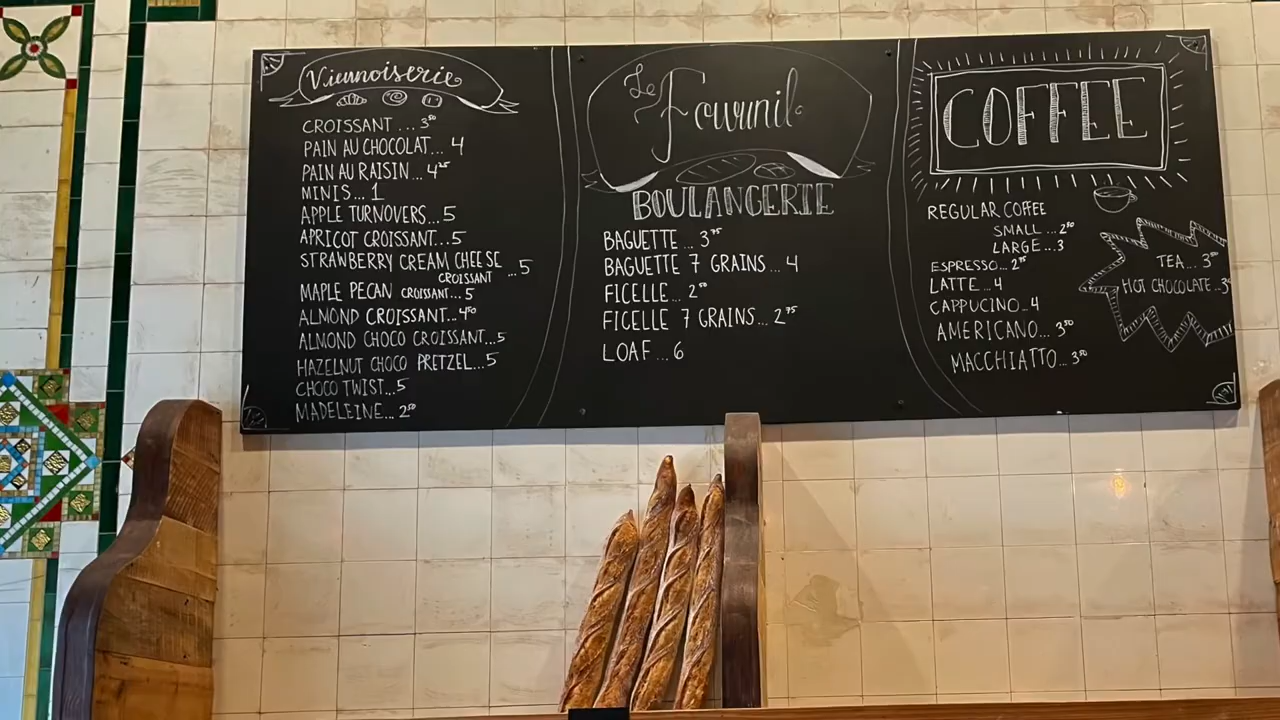 Viennoiserie
CROISSANT ... 3⁵⁰
PAIN AU CHOCOLAT... 4
PAIN AU RAISIN... 4²⁵
MINIS... 1
APPLE TURNOVERS... 5
APRICOT CROISSANT... 5
STRAWBERRY CREAM CHEESE
CROISSANT ...5
MAPLE PECAN CROISSANT... 5
ALMOND CROISSANT... 4⁵⁰
ALMOND CHOCO CROISSANT...5
HAZELNUT CHOCO PRETZEL...5
CHOCO TWIST...5
MADELEINE... 2⁵⁰
Le Fournil
BOULANGERIE
BAGUETTE ... 3⁷⁵
BAGUETTE 7 GRAINS ... 4
FICELLE... 2⁵⁰
FICELLE 7 GRAINS... 2⁷⁵
LOAF ... 6
COFFEE
REGULAR COFFEE
SMALL ... 2⁵⁰
LARGE ...3
ESPRESSO... 2⁷⁵
LATTE...4
CAPPUCINO...4
AMERICANO... 3⁵⁰
MACCHIATTO... 3⁵⁰
TEA... 3⁵⁰
HOT CHOCOLATE ..3⁵⁰